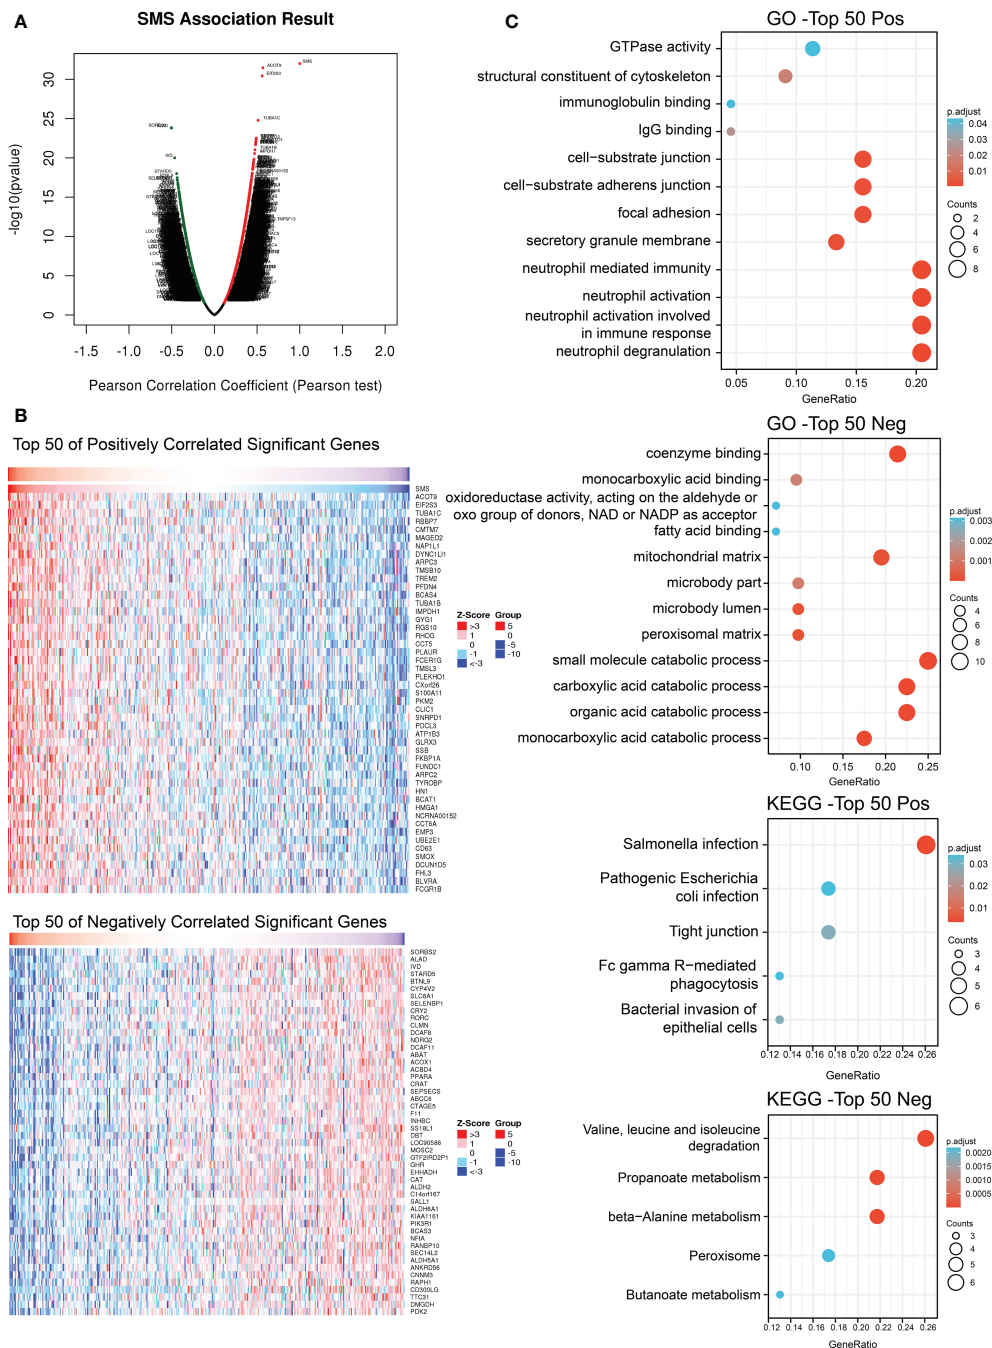 A
SMS Association Result
-log10(pvalue)
30
25
20
15
10
5
0
SMS
ACOT9
EIF2S3
TUBA1C
TUBA1B
IMPDH1
NCRNA00152
TNFSF13
IVD
STARD5
-1.5 -1.0 -0.5 0.0 0.5 1.0 1.5 2.0
Pearson Correlation Coefficient (Pearson test)
B
Top 50 of Positively Correlated Significant Genes
SMS
ACOT9
EIF2S3
TUBA1C
RBBP7
CMTM7
MAGED2
NAP1L1
DYNC1LI1
ARPC3
TMSB10
TREM2
PFDN4
BCAS4
TUBA1B
IMPDH1
GYG1
RGS10
RHOG
CCT5
PLAUR
FCER1G
TMSL3
PLEKHO1
CXorf26
S100A11
PKM2
CLIC1
SNRPD1
PDCL3
ATP1B3
GLRX3
SSB
FKBP1A
FUNDC1
ARPC2
TYROBP
HN1
BCAT1
HMGA1
NCRNA00152
CCT6A
EMP3
UBE2E1
CD63
SMOX
DCUN1D5
FHL3
BLVRA
FCGR1B
Z-Score Group
>3 5
1 0
0 -5
-1 -10
<-3
Top 50 of Negatively Correlated Significant Genes
SORBS2
ALAD
IVD
STARD5
BTNL9
CYP4V2
SLC6A1
SELENBP1
CRY2
RORC
CLMN
DCAF8
NDRG2
DCAF11
ABAT
ACOX1
ACBD4
PPARA
CRAT
SEPSECS
ABCC6
CTAGE5
F11
INHBC
SS18L1
DBT
LOC90586
MOSC2
GTF2IRD2P1
GHR
EHHADH
CAT
ALDH2
C14orf167
SALL1
ALDH6A1
KIAA1161
PIK3R1
BCAS3
NFIA
RANBP10
SEC14L2
ALDH5A1
ANKRD56
CNNM3
RAPH1
CD300LG
TTC31
DMGDH
PDK2
Z-Score Group
>3 5
1 0
0 -5
-1 -10
<-3
C
GO -Top 50 Pos
GTPase activity
structural constituent of cytoskeleton
immunoglobulin binding
IgG binding
cell−substrate junction
cell−substrate adherens junction
focal adhesion
secretory granule membrane
neutrophil mediated immunity
neutrophil activation
neutrophil activation involved
in immune response
neutrophil degranulation
0.05 0.10 0.15 0.20
GeneRatio
p.adjust
0.04
0.03
0.02
0.01
Counts
2
4
6
8
GO -Top 50 Neg
coenzyme binding
monocarboxylic acid binding
oxidoreductase activity, acting on the aldehyde or
oxo group of donors, NAD or NADP as acceptor
fatty acid binding
mitochondrial matrix
microbody part
microbody lumen
peroxisomal matrix
small molecule catabolic process
carboxylic acid catabolic process
organic acid catabolic process
monocarboxylic acid catabolic process
0.10 0.15 0.20 0.25
GeneRatio
p.adjust
0.003
0.002
0.001
Counts
4
6
8
10
KEGG -Top 50 Pos
Salmonella infection
Pathogenic Escherichia
coli infection
Tight junction
Fc gamma R−mediated
phagocytosis
Bacterial invasion of
epithelial cells
0.12 0.14 0.16 0.18 0.20 0.22 0.24 0.26
GeneRatio
p.adjust
0.03
0.02
0.01
Counts
3
4
5
6
KEGG -Top 50 Neg
Valine, leucine and isoleucine
degradation
Propanoate metabolism
beta−Alanine metabolism
Peroxisome
Butanoate metabolism
0.12 0.14 0.16 0.18 0.20 0.22 0.24 0.26
GeneRatio
p.adjust
0.0020
0.0015
0.0010
0.0005
Counts
3
4
5
6